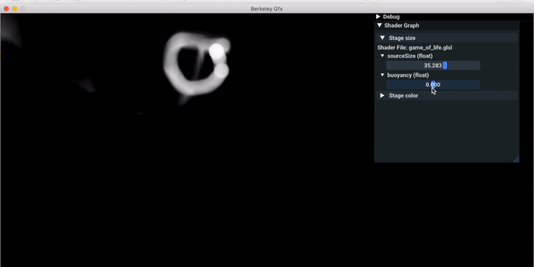 Berkeley Gfx
Debug
Shader Graph
Stage size
Shader File: game_of_life.glsl
sourceSize (float)
35.283
buoyancy (float)
0.000
Stage color